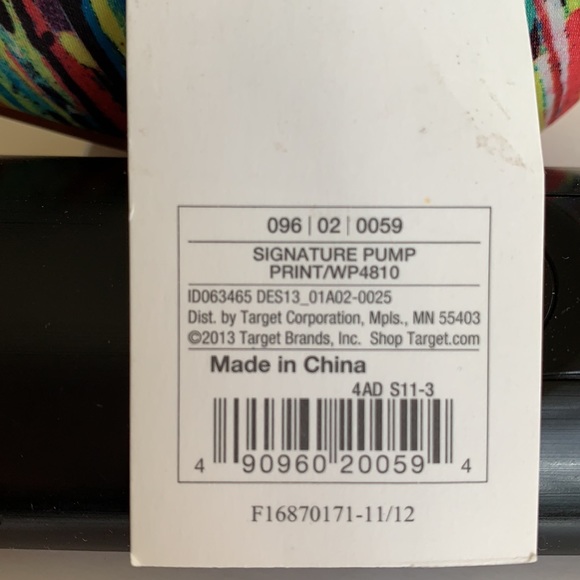 096 | 02 | 0059
SIGNATURE PUMP
PRINT/WP4810
ID063465 DES13_01A02-0025
Dist. by Target Corporation, Mpls., MN 55403
©2013 Target Brands, Inc. Shop Target.com
Made in China
4AD S11-3
4 90960 20059 4
F16870171-11/12